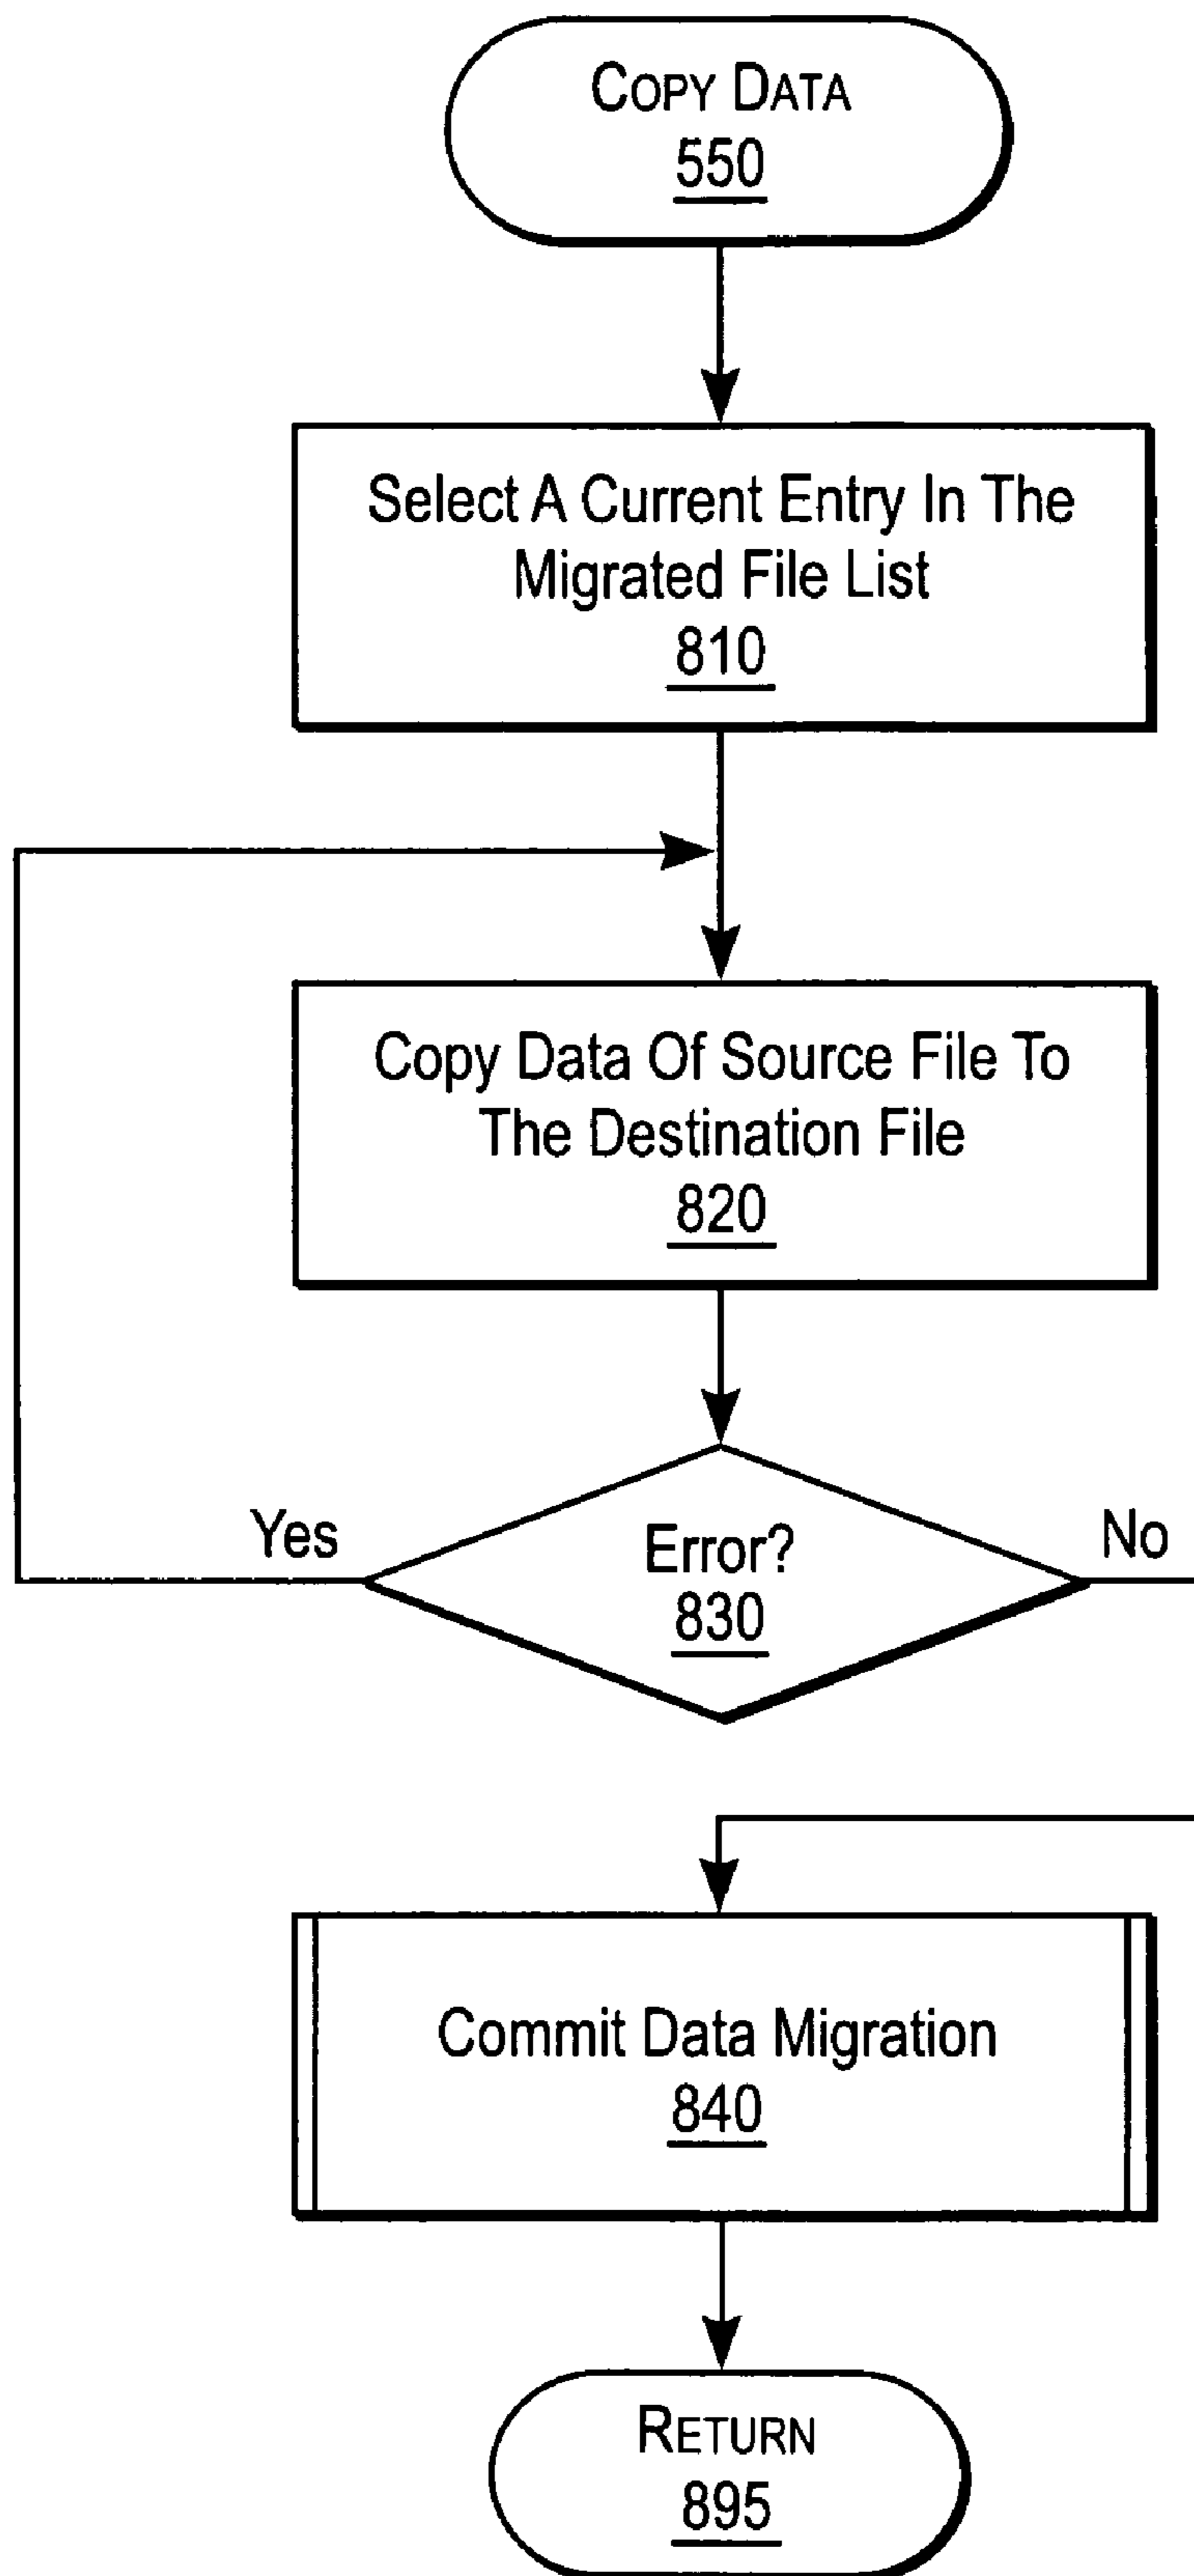 COPY DATA
550
Select A Current Entry In The
Migrated File List
810
Copy Data Of Source File To
The Destination File
820
Yes
Error?
No
830
Commit Data Migration
840
RETURN
895